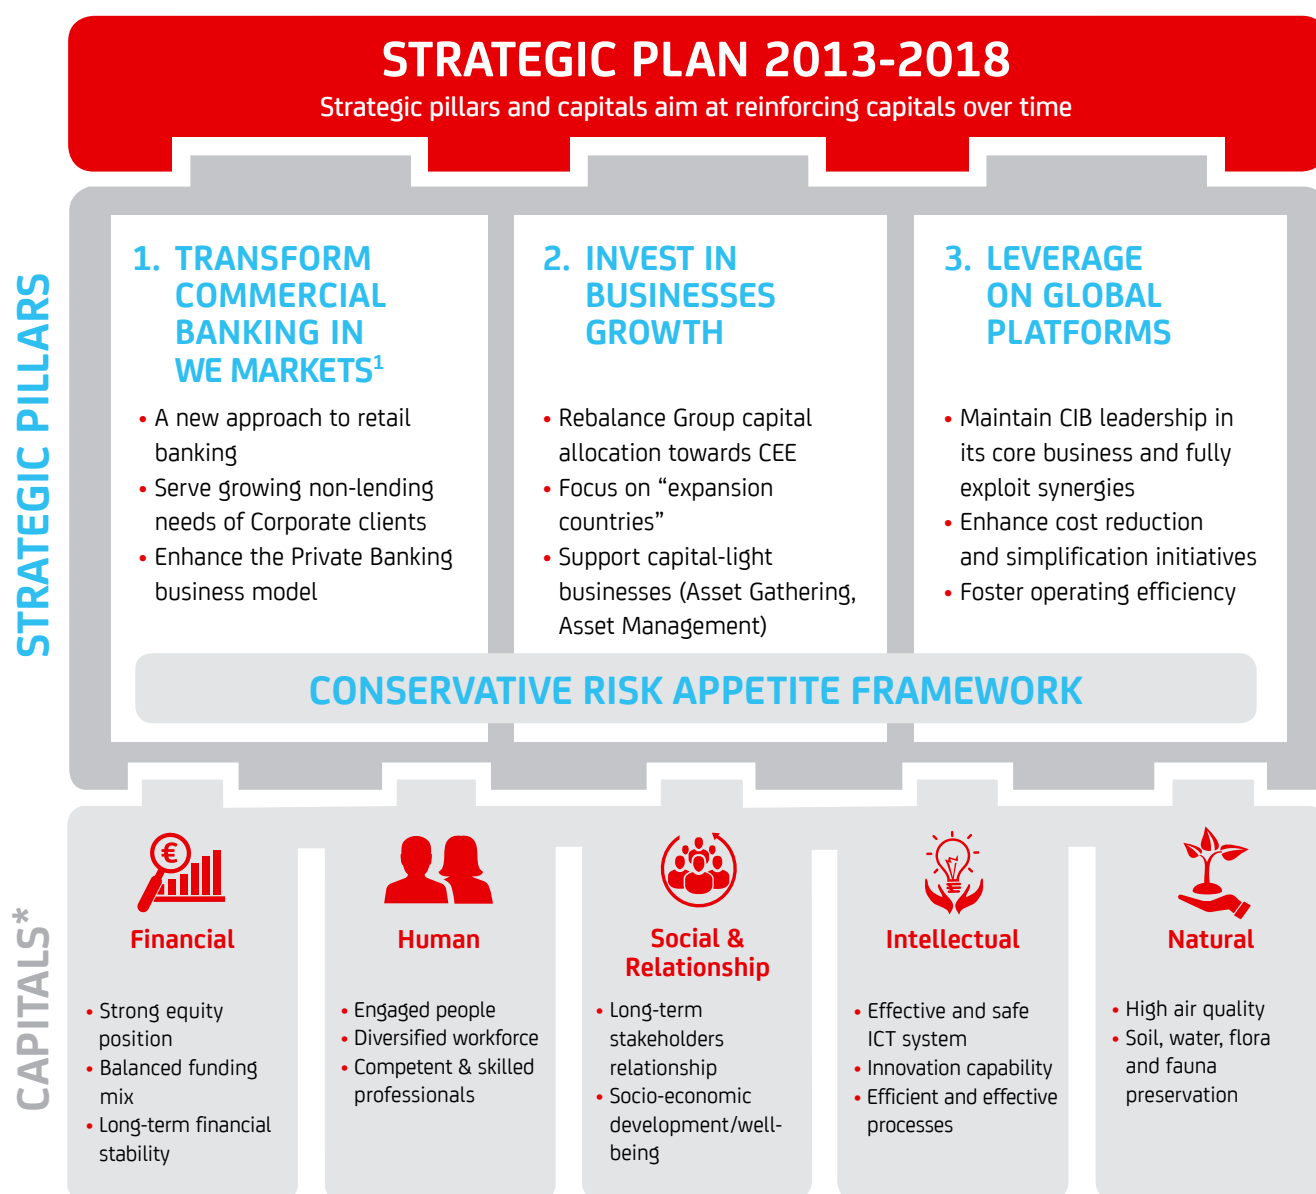 STRATEGIC PLAN 2013-2018
Strategic pillars and capitals aim at reinforcing capitals over time
STRATEGIC PILLARS
1. TRANSFORM
COMMERCIAL
BANKING IN
WE MARKETS¹
• A new approach to retail
banking
• Serve growing non-lending
needs of Corporate clients
• Enhance the Private Banking
business model
2. INVEST IN
BUSINESSES
GROWTH
• Rebalance Group capital
allocation towards CEE
• Focus on “expansion
countries”
• Support capital-light
businesses (Asset Gathering,
Asset Management)
3. LEVERAGE
ON GLOBAL
PLATFORMS
• Maintain CIB leadership in
its core business and fully
exploit synergies
• Enhance cost reduction
and simplification initiatives
• Foster operating efficiency
CONSERVATIVE RISK APPETITE FRAMEWORK
CAPITALS*
€
Financial
• Strong equity
position
• Balanced funding
mix
• Long-term financial
stability
Human
• Engaged people
• Diversified workforce
• Competent & skilled
professionals
Social &
Relationship
• Long-term
stakeholders
relationship
• Socio-economic
development/well-
being
Intellectual
• Effective and safe
ICT system
• Innovation capability
• Efficient and effective
processes
Natural
• High air quality
• Soil, water, flora
and fauna
preservation